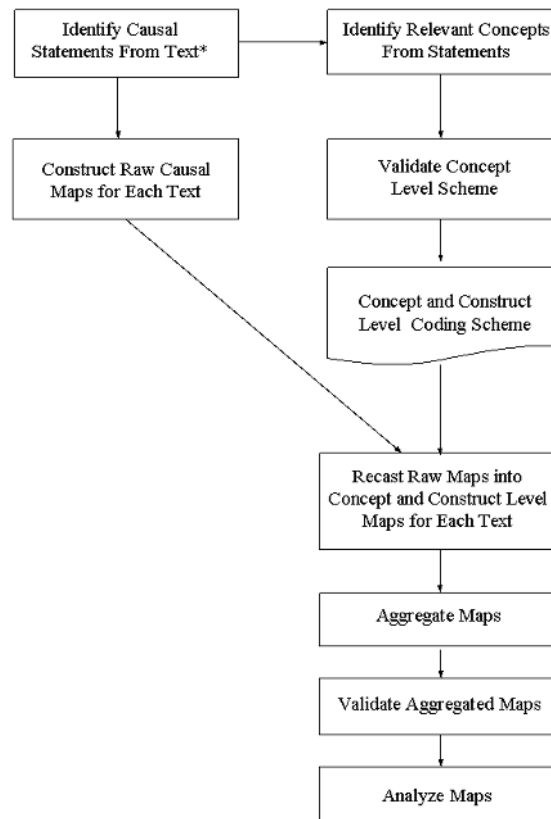 Identify Causal
Statements From Text*
Identify Relevant Concepts
From Statements
Construct Raw Causal
Maps for Each Text
Validate Concept
Level Scheme
Concept and Construct
Level Coding Scheme
Recast Raw Maps into
Concept and Construct Level
Maps for Each Text
Aggregate Maps
Validate Aggregated Maps
Analyze Maps